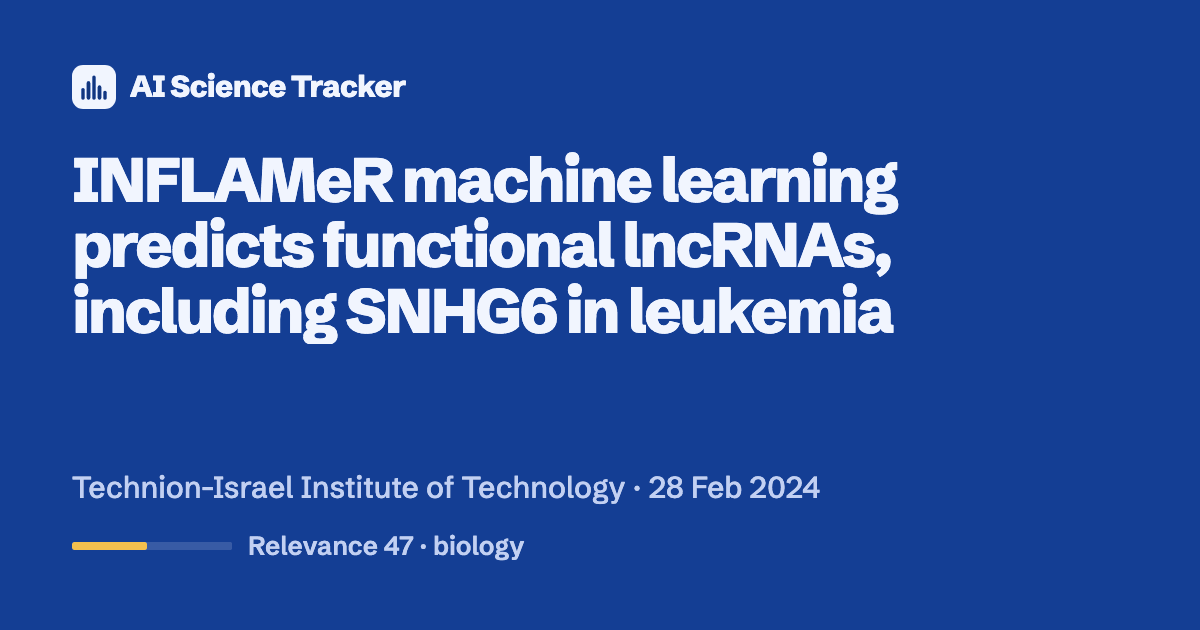 AI Science Tracker
INFLAMeR machine learning
predicts functional lncRNAs,
including SNHG6 in leukemia
Technion-Israel Institute of Technology · 28 Feb 2024
Relevance 47 · biology